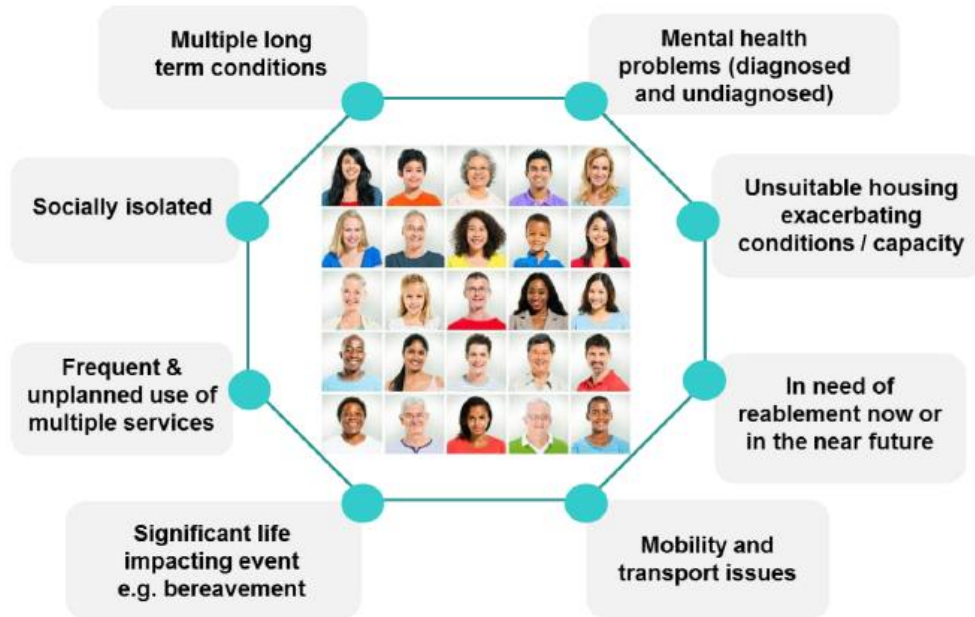 Multiple long
term conditions
Mental health
problems (diagnosed
and undiagnosed)
Socially isolated
Unsuitable housing
exacerbating
conditions / capacity
Frequent &
unplanned use of
multiple services
In need of
reablement now or
in the near future
Significant life
impacting event
e.g. bereavement
Mobility and
transport issues